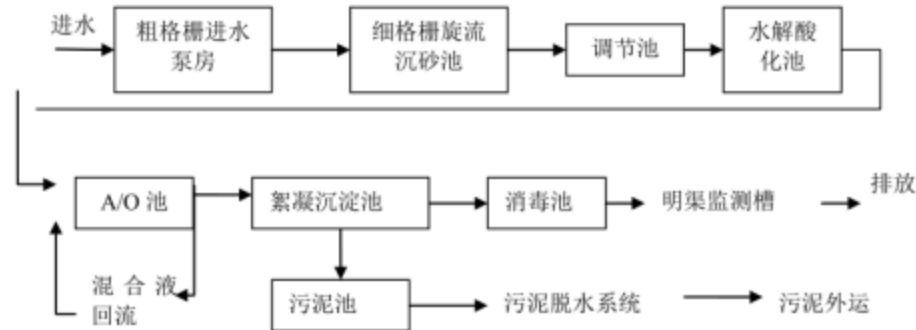 进水
粗格栅进水
泵房
细格栅旋流
沉砂池
调节池
水解酸
化池
A/O 池
絮凝沉淀池
消毒池
明渠监测槽
排放
混合液
回流
污泥池
污泥脱水系统
污泥外运